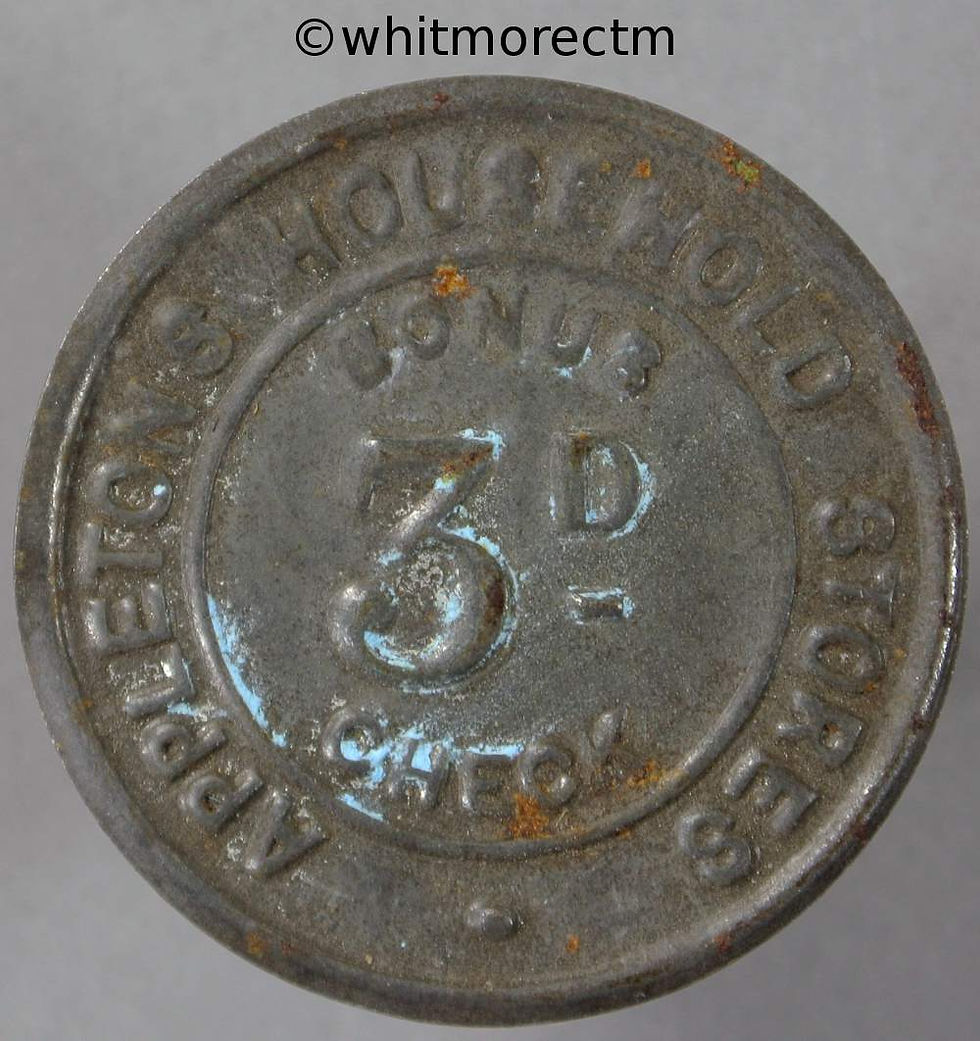 ©whitmorectm
APPLETONS HOUSEHOLD STORES
BONUS
3D
CHECK